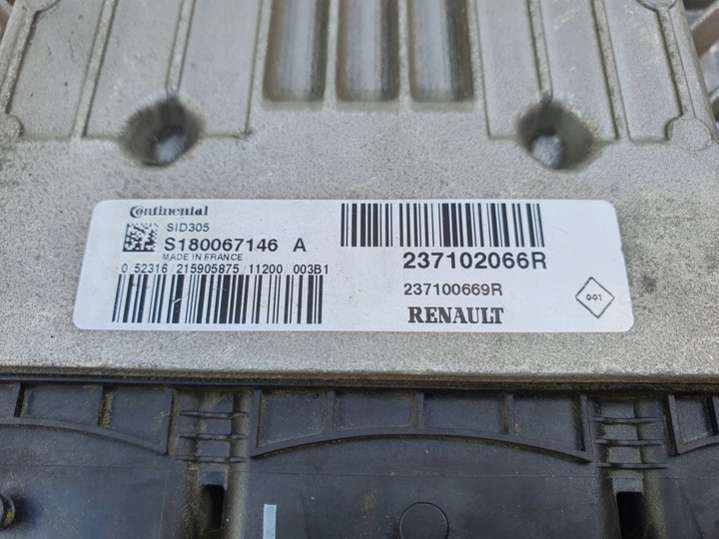 Continental
SID305
S180067146 A
MADE IN FRANCE
0 52316 215905875 11200 003B1
237102066R
237100669R
RENAULT
001